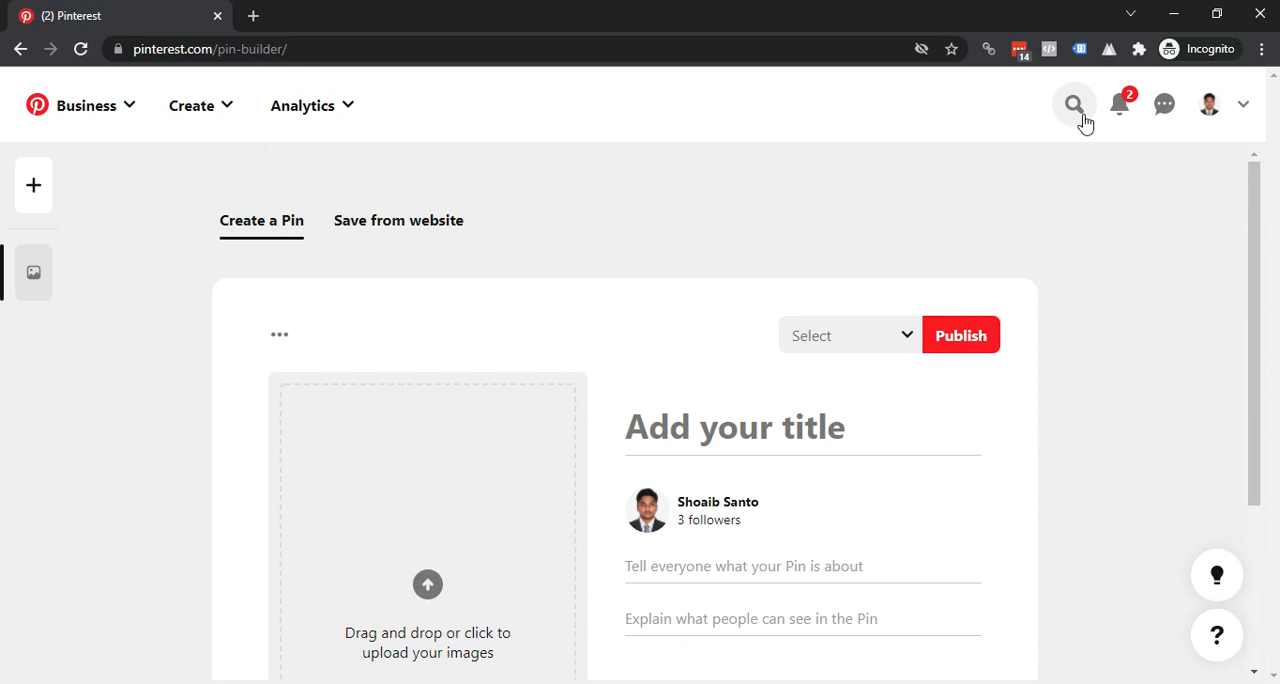 (2) Pinterest
pinterest.com/pin-builder/
14
Incognito
Business
Create
Analytics
2
Create a Pin
Save from website
Select
Publish
Add your title
Shoaib Santo
3 followers
Tell everyone what your Pin is about
Explain what people can see in the Pin
Drag and drop or click to
upload your images
?